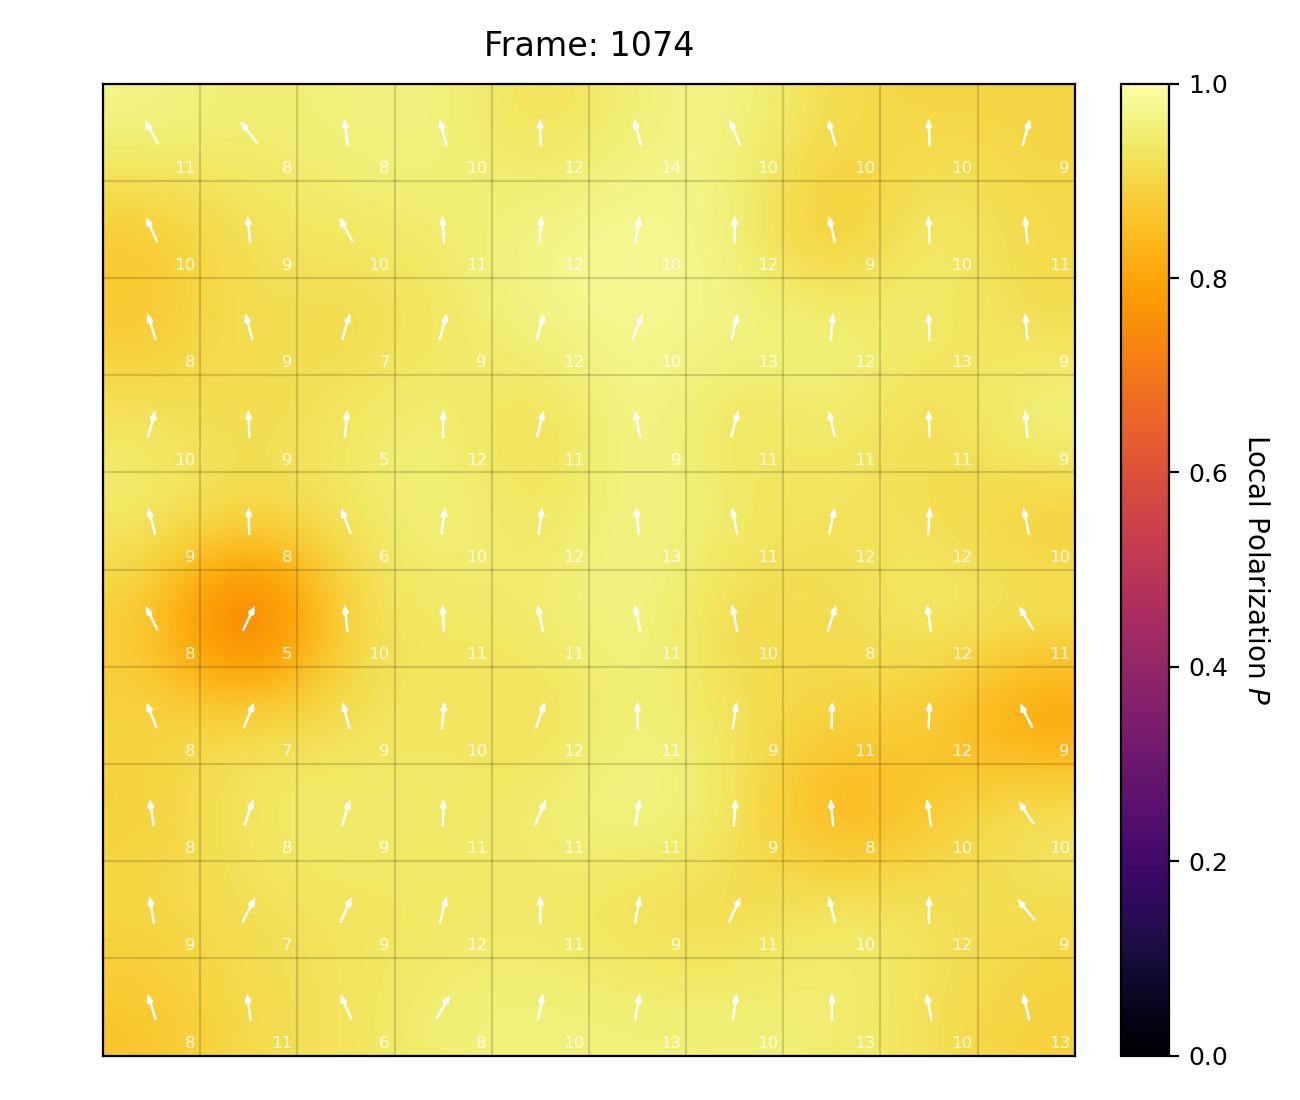 Frame: 1074
11 8 8 10 12 14 10 10 10 9
10 9 10 11 12 10 12 9 10 11
8 9 7 9 12 10 13 12 13 9
10 9 5 12 11 9 11 11 11 9
9 8 6 10 12 13 11 12 12 10
8 5 10 11 11 11 10 8 12 11
8 7 9 10 12 11 9 11 12 9
8 8 9 11 11 11 9 8 10 10
9 7 9 12 11 9 11 10 12 9
8 11 6 8 10 13 10 13 10 13
1.0
0.8
0.6
0.4
0.2
0.0
Local Polarization P